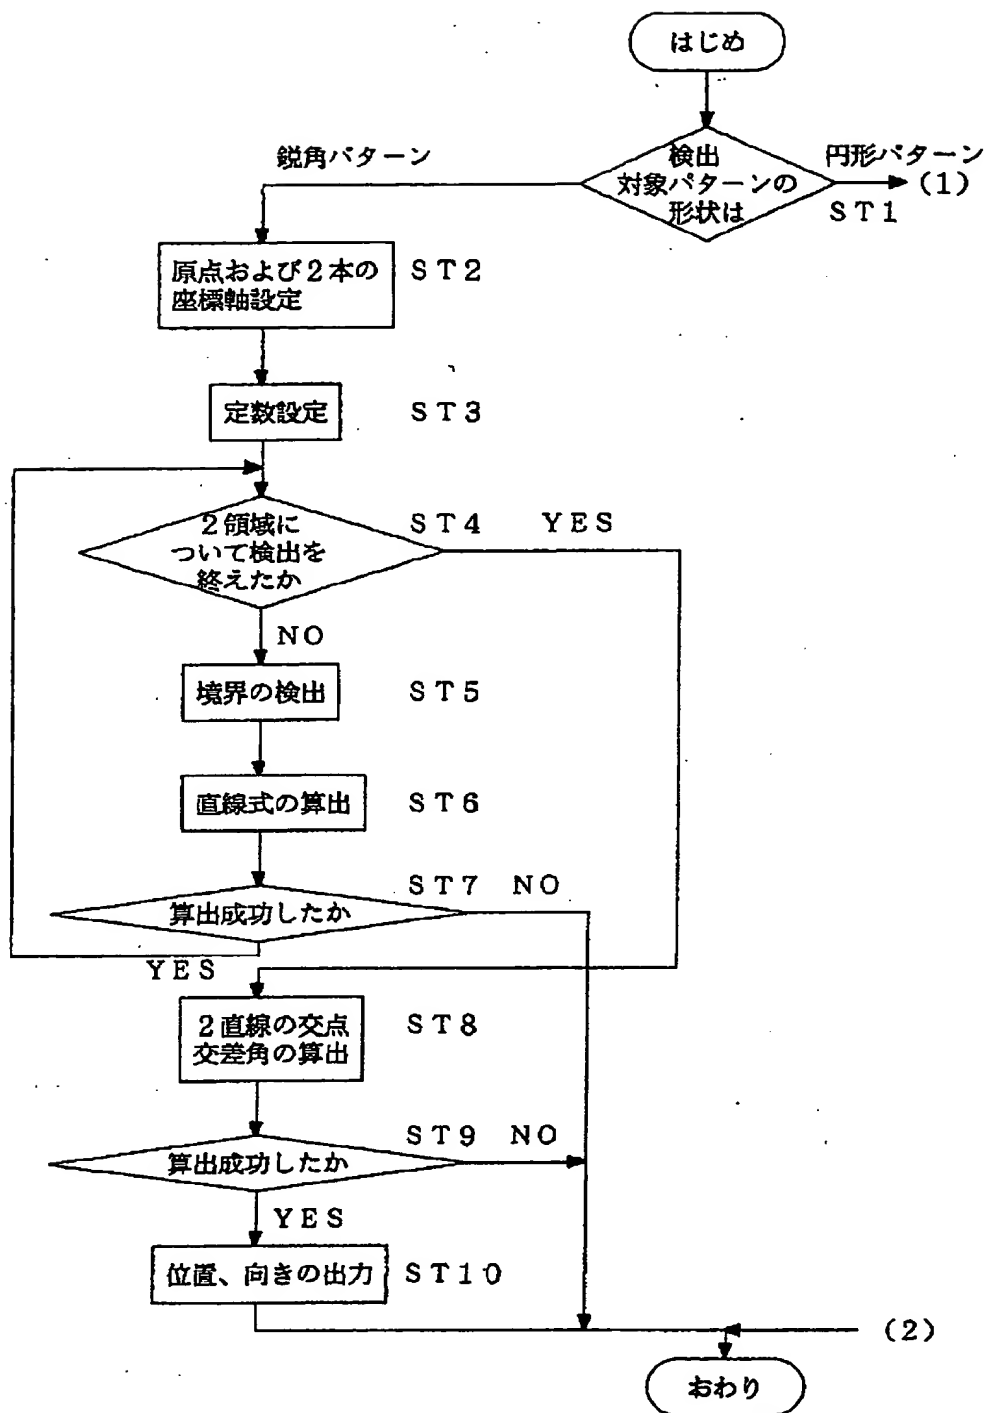 はじめ
鋭角パターン
検出
対象パターンの
形状は
円形パターン
(1)
ST1
原点および2本の
座標軸設定
ST2
定数設定
ST3
2領域に
ついて検出を
終えたか
ST4 YES
NO
境界の検出
ST5
直線式の算出
ST6
ST7 NO
算出成功したか
YES
2直線の交点
交差角の算出
ST8
ST9 NO
算出成功したか
YES
位置、向きの出力
ST10
(2)
おわり